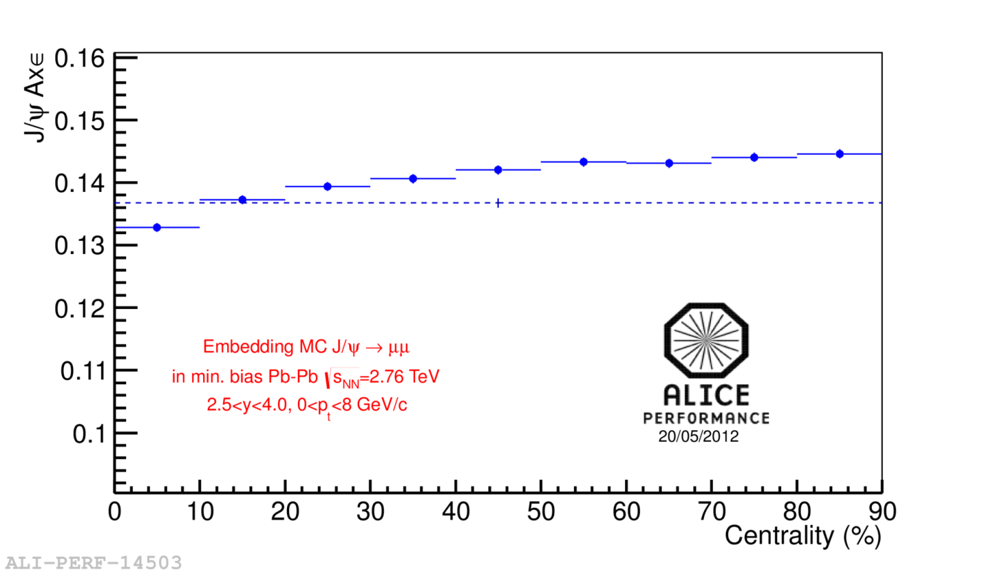 J/ψ Ax∈
0.16
0.15
0.14
0.13
0.12
0.11
0.1
Embedding MC J/ψ → μμ
in min. bias Pb-Pb √sNN=2.76 TeV
2.5<y<4.0, 0<pt<8 GeV/c
ALICE
PERFORMANCE
20/05/2012
0 10 20 30 40 50 60 70 80 90
Centrality (%)
ALI-PERF-14503